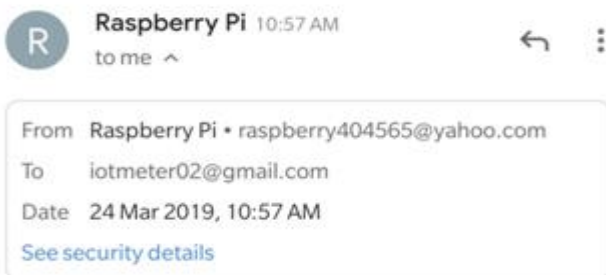 R
Raspberry Pi 10:57 AM
to me
From Raspberry Pi • raspberry404565@yahoo.com
To iotmeter02@gmail.com
Date 24 Mar 2019, 10:57 AM
See security details